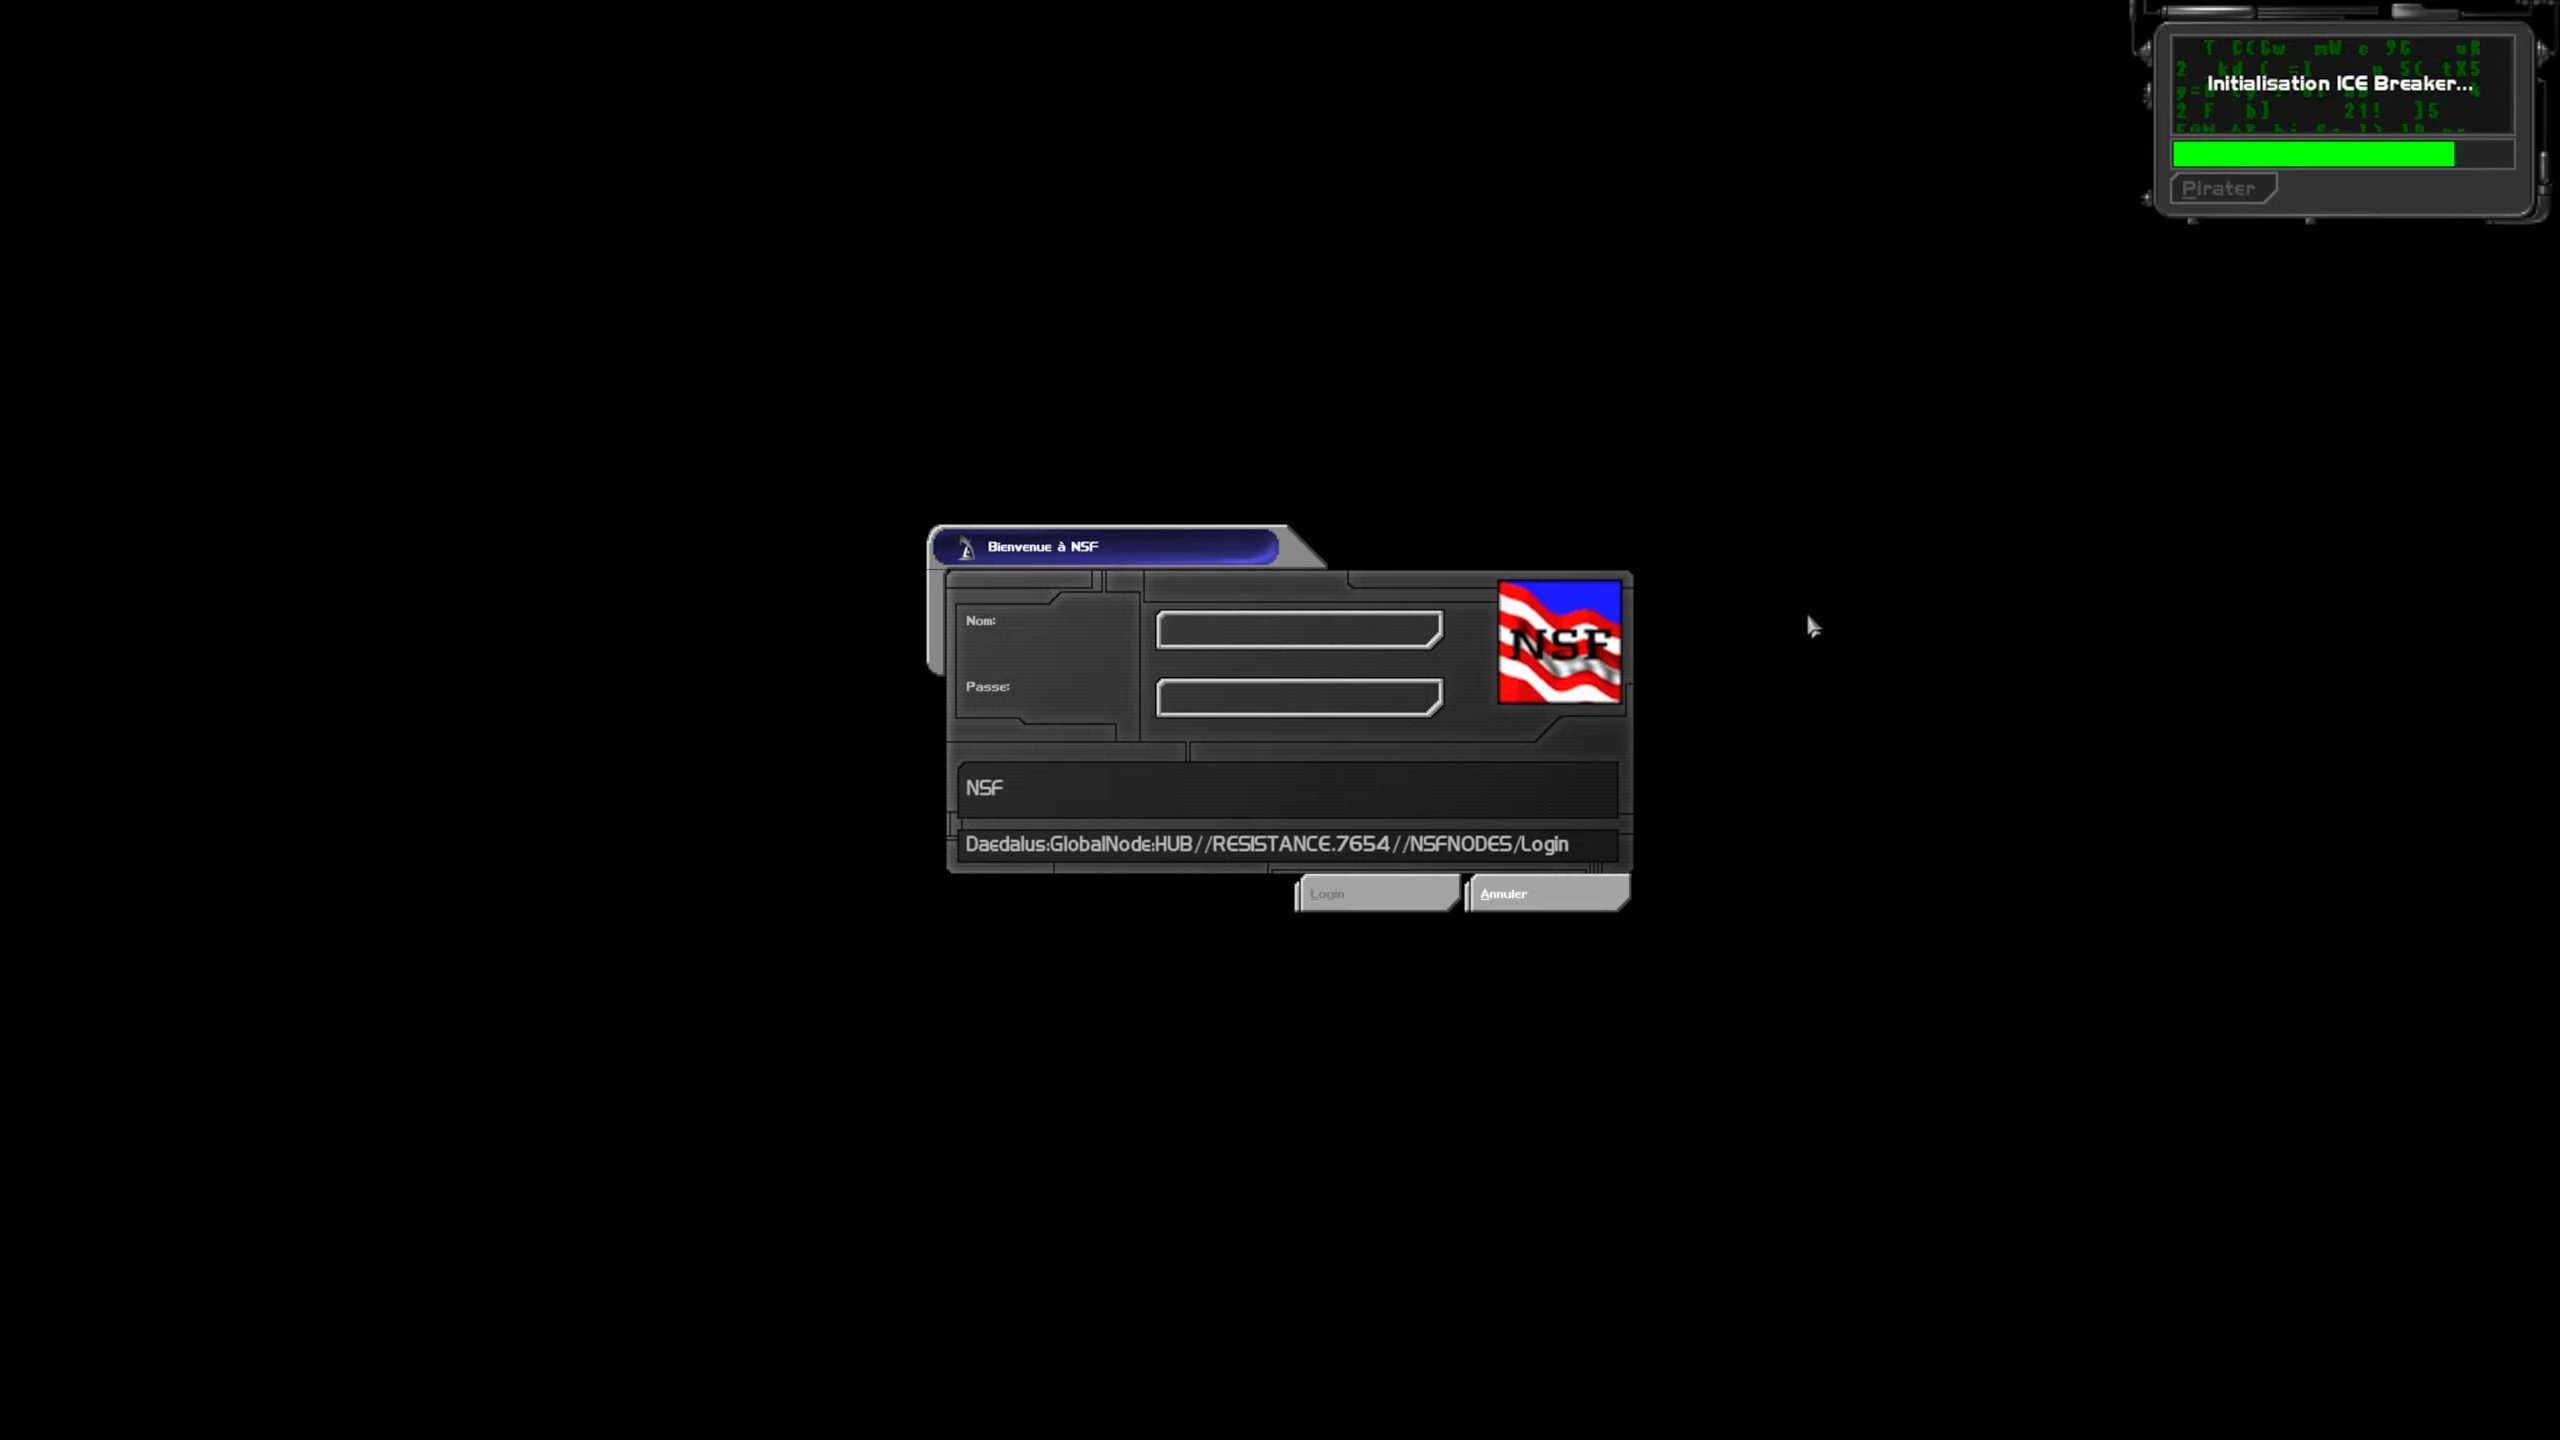 Initialisation ICE Breaker...
Pirater
Bienvenue à NSF
Nom:
NSF
Passe:
NSF
Daedalus:GlobalNode:HUB//RESISTANCE.7654//NSFNODES/Login
Login
Annuler